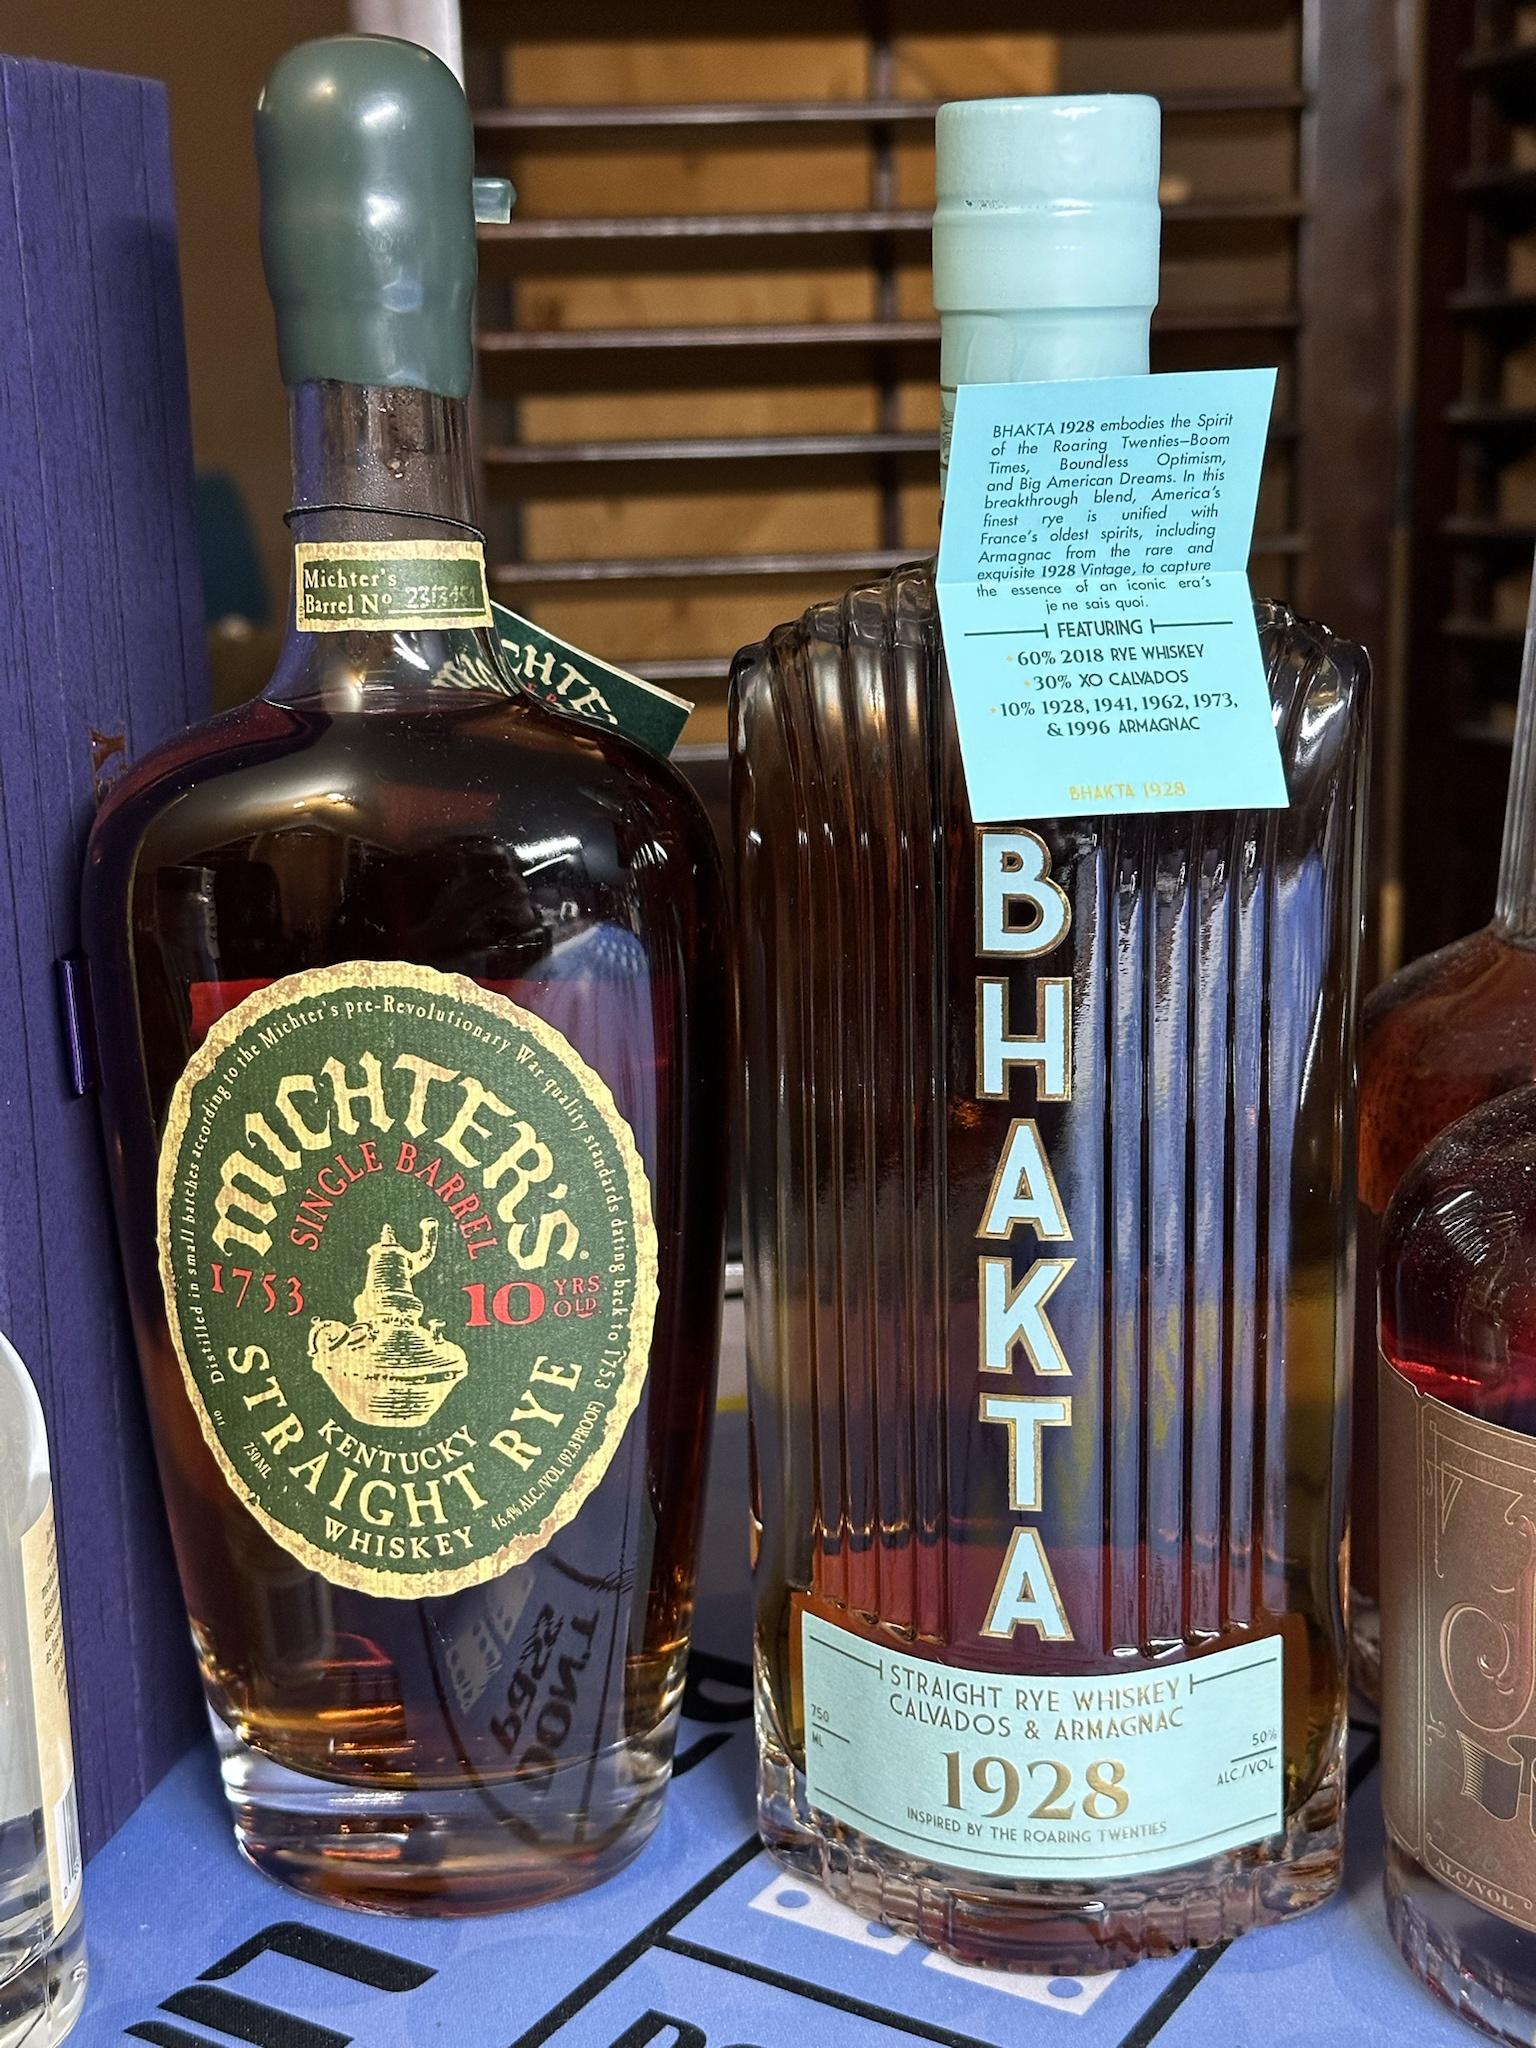 Michter's
Barrel No
MICHTER'S
Distilled in small batches according to the Michter's pre-Revolutionary War quality standards dating back to 1753
MICHTER'S
SINGLE BARREL
1753
10 YRS OLD
KENTUCKY
STRAIGHT RYE
WHISKEY
750 ML
46.4% ALC./VOL (92.8 PROOF)
BHAKTA 1928 embodies the Spirit
of the Roaring Twenties—Boom
Times, Boundless Optimism,
and Big American Dreams. In this
breakthrough blend, America's
finest rye is unified with
France's oldest spirits, including
Armagnac from the rare and
exquisite 1928 Vintage, to capture
the essence of an iconic era's
je ne sais quoi.
FEATURING
60% 2018 RYE WHISKEY
30% XO CALVADOS
10% 1928, 1941, 1962, 1973,
& 1996 ARMAGNAC
BHAKTA 1928
BHAKTA
STRAIGHT RYE WHISKEY
CALVADOS & ARMAGNAC
750
ML
50%
ALC./VOL.
1928
INSPIRED BY THE ROARING TWENTIES
ALC/VOL